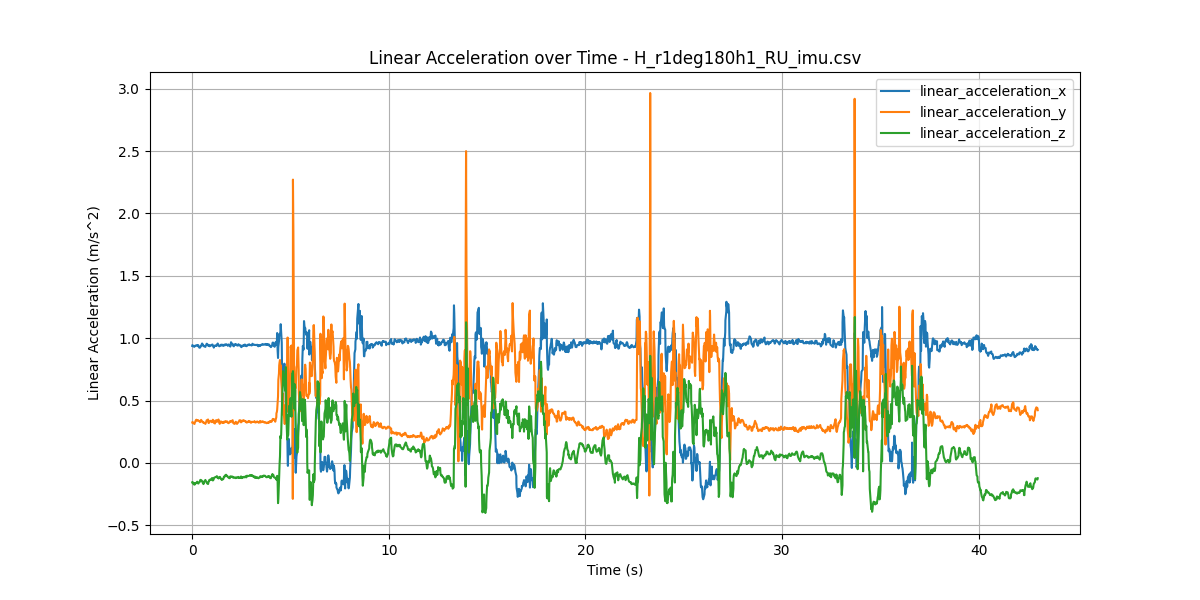 Linear Acceleration over Time - H_r1deg180h1_RU_imu.csv
linear_acceleration_x
linear_acceleration_y
linear_acceleration_z
Linear Acceleration (m/s^2)
3.0
2.5
2.0
1.5
1.0
0.5
0.0
−0.5
0
10
20
30
40
Time (s)